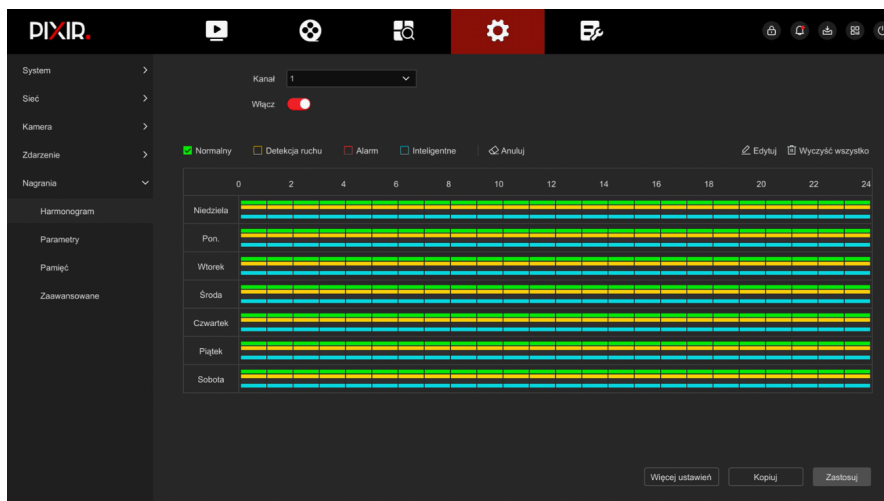 PIXIR.
System
Sieć
Kamera
Zdarzenie
Nagrania
Harmonogram
Parametry
Pamięć
Zaawansowane
Kanał 1
Włącz
Normalny Detekcja ruchu Alarm Inteligentne Anuluj Edytuj Wyczyść wszystko
0 2 4 6 8 10 12 14 16 18 20 22 24
Niedziela
Pon.
Wtorek
Środa
Czwartek
Piątek
Sobota
Więcej ustawień Kopiuj Zastosuj